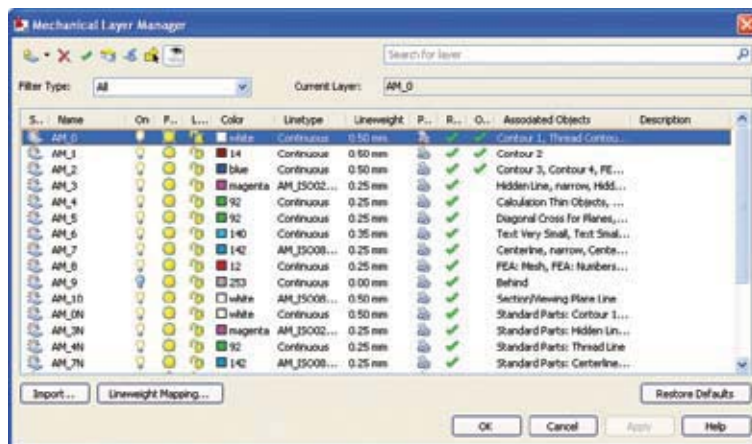 Mechanical Layer Manager
Search for layer
Filter Type: All Current Layer: AM_0
S.. Name On F.. L... Color Linetype Lineweight P.. R.. O.. Associated Objects Description
AM_0 white Continuous 0.50 mm Contour 1, Thread Contou...
AM_1 14 Continuous 0.50 mm Contour 2
AM_2 blue Continuous 0.50 mm Contour 3, Contour 4, FE...
AM_3 magenta AM_ISO02... 0.25 mm Hidden Line, narrow, Hidd...
AM_4 92 Continuous 0.25 mm Calculation Thin Objects, ...
AM_5 92 Continuous 0.25 mm Diagonal Cross for Planes,...
AM_6 140 Continuous 0.35 mm Text Very Small, Text Smal...
AM_7 142 AM_ISO08... 0.25 mm Centerline, narrow, Cente...
AM_8 12 Continuous 0.25 mm FEA: Mesh, FEA: Numbers...
AM_9 253 Continuous 0.00 mm Behind
AM_10 white AM_ISO08... 0.50 mm Section/Viewing Plane Line
AM_0N white Continuous 0.50 mm Standard Parts: Contour 1...
AM_3N magenta AM_ISO02... 0.25 mm Standard Parts: Hidden Lin...
AM_4N 92 Continuous 0.25 mm Standard Parts: Thread Line
AM_7N 142 AM_ISO08... 0.25 mm Standard Parts: Centerline...
Import... Lineweight Mapping... Restore Defaults
OK Cancel Apply Help